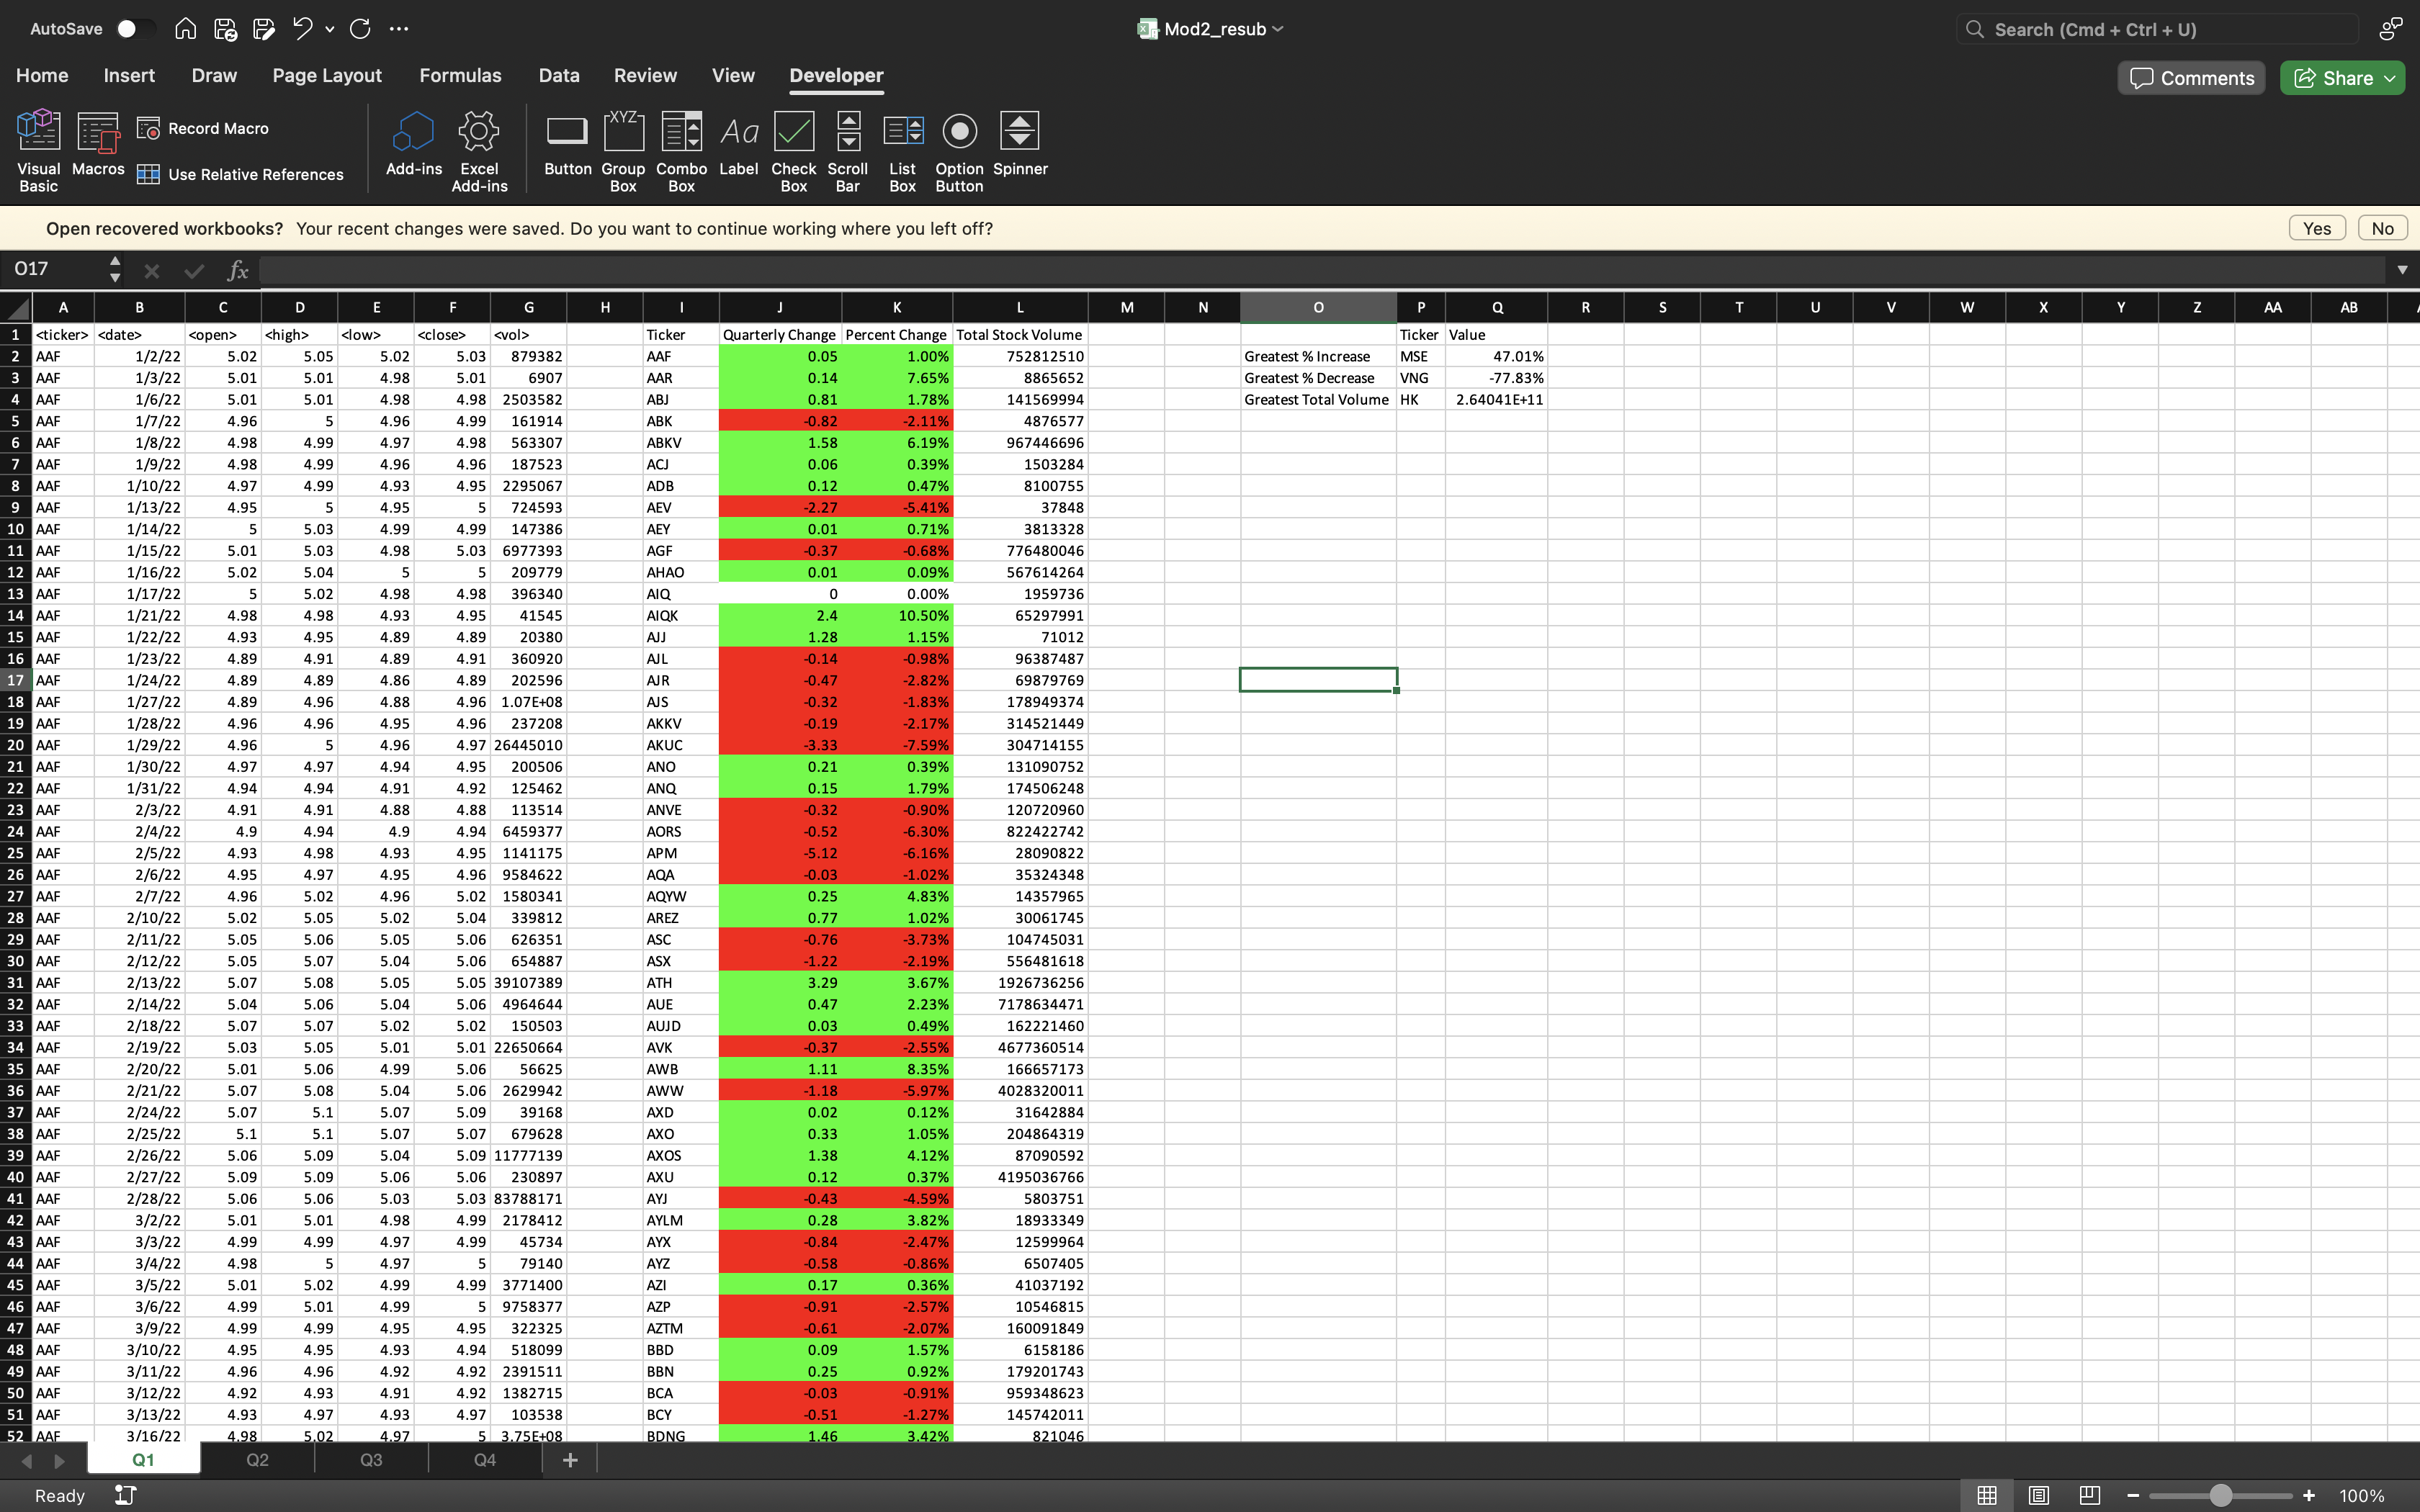 AutoSave
Mod2_resub
Search (Cmd + Ctrl + U)
Home Insert Draw Page Layout Formulas Data Review View Developer
Comments Share
Visual Basic
Macros
Record Macro
Use Relative References
Add-ins
Excel Add-ins
Button
Group Box
Combo Box
Label
Check Box
Scroll Bar
List Box
Option Button
Spinner
Open recovered workbooks? Your recent changes were saved. Do you want to continue working where you left off? Yes No
O17 fx
A B C D E F G H I J K L M N O P Q R S T U V W X Y Z AA AB
1 <ticker> <date> <open> <high> <low> <close> <vol> Ticker Quarterly Change Percent Change Total Stock Volume Ticker Value
2 AAF 1/2/22 5.02 5.05 5.02 5.03 879382 AAF 0.05 1.00% 752812510 Greatest % Increase MSE 47.01%
3 AAF 1/3/22 5.01 5.01 4.98 5.01 6907 AAR 0.14 7.65% 8865652 Greatest % Decrease VNG -77.83%
4 AAF 1/6/22 5.01 5.01 4.98 4.98 2503582 ABJ 0.81 1.78% 141569994 Greatest Total Volume HK 2.64041E+11
5 AAF 1/7/22 4.96 5 4.96 4.99 161914 ABK -0.82 -2.11% 4876577
6 AAF 1/8/22 4.98 4.99 4.97 4.98 563307 ABKV 1.58 6.19% 967446696
7 AAF 1/9/22 4.98 4.99 4.96 4.96 187523 ACJ 0.06 0.39% 1503284
8 AAF 1/10/22 4.97 4.99 4.93 4.95 2295067 ADB 0.12 0.47% 8100755
9 AAF 1/13/22 4.95 5 4.95 5 724593 AEV -2.27 -5.41% 37848
10 AAF 1/14/22 5 5.03 4.99 4.99 147386 AEY 0.01 0.71% 3813328
11 AAF 1/15/22 5.01 5.03 4.98 5.03 6977393 AGF -0.37 -0.68% 776480046
12 AAF 1/16/22 5.02 5.04 5 5 209779 AHAO 0.01 0.09% 567614264
13 AAF 1/17/22 5 5.02 4.98 4.98 396340 AIQ 0 0.00% 1959736
14 AAF 1/21/22 4.98 4.98 4.93 4.95 41545 AIQK 2.4 10.50% 65297991
15 AAF 1/22/22 4.93 4.95 4.89 4.89 20380 AJJ 1.28 1.15% 71012
16 AAF 1/23/22 4.89 4.91 4.89 4.91 360920 AJL -0.14 -0.98% 96387487
17 AAF 1/24/22 4.89 4.89 4.86 4.89 202596 AJR -0.47 -2.82% 69879769
18 AAF 1/27/22 4.89 4.96 4.88 4.96 1.07E+08 AJS -0.32 -1.83% 178949374
19 AAF 1/28/22 4.96 4.96 4.95 4.96 237208 AKKV -0.19 -2.17% 314521449
20 AAF 1/29/22 4.96 5 4.96 4.97 26445010 AKUC -3.33 -7.59% 304714155
21 AAF 1/30/22 4.97 4.97 4.94 4.95 200506 ANO 0.21 0.39% 131090752
22 AAF 1/31/22 4.94 4.94 4.91 4.92 125462 ANQ 0.15 1.79% 174506248
23 AAF 2/3/22 4.91 4.91 4.88 4.88 113514 ANVE -0.32 -0.90% 120720960
24 AAF 2/4/22 4.9 4.94 4.9 4.94 6459377 AORS -0.52 -6.30% 822422742
25 AAF 2/5/22 4.93 4.98 4.93 4.95 1141175 APM -5.12 -6.16% 28090822
26 AAF 2/6/22 4.95 4.97 4.95 4.96 9584622 AQA -0.03 -1.02% 35324348
27 AAF 2/7/22 4.96 5.02 4.96 5.02 1580341 AQYW 0.25 4.83% 14357965
28 AAF 2/10/22 5.02 5.05 5.02 5.04 339812 AREZ 0.77 1.02% 30061745
29 AAF 2/11/22 5.05 5.06 5.05 5.06 626351 ASC -0.76 -3.73% 104745031
30 AAF 2/12/22 5.05 5.07 5.04 5.06 654887 ASX -1.22 -2.19% 556481618
31 AAF 2/13/22 5.07 5.08 5.05 5.05 39107389 ATH 3.29 3.67% 1926736256
32 AAF 2/14/22 5.04 5.06 5.04 5.06 4964644 AUE 0.47 2.23% 7178634471
33 AAF 2/18/22 5.07 5.07 5.02 5.02 150503 AUJD 0.03 0.49% 162221460
34 AAF 2/19/22 5.03 5.05 5.01 5.01 22650664 AVK -0.37 -2.55% 4677360514
35 AAF 2/20/22 5.01 5.06 4.99 5.06 56625 AWB 1.11 8.35% 166657173
36 AAF 2/21/22 5.07 5.08 5.04 5.06 2629942 AWW -1.18 -5.97% 4028320011
37 AAF 2/24/22 5.07 5.1 5.07 5.09 39168 AXD 0.02 0.12% 31642884
38 AAF 2/25/22 5.1 5.1 5.07 5.07 679628 AXO 0.33 1.05% 204864319
39 AAF 2/26/22 5.06 5.09 5.04 5.09 11777139 AXOS 1.38 4.12% 87090592
40 AAF 2/27/22 5.09 5.09 5.06 5.06 230897 AXU 0.12 0.37% 4195036766
41 AAF 2/28/22 5.06 5.06 5.03 5.03 83788171 AYJ -0.43 -4.59% 5803751
42 AAF 3/2/22 5.01 5.01 4.98 4.99 2178412 AYLM 0.28 3.82% 18933349
43 AAF 3/3/22 4.99 4.99 4.97 4.99 45734 AYX -0.84 -2.47% 12599964
44 AAF 3/4/22 4.98 5 4.97 5 79140 AYZ -0.58 -0.86% 6507405
45 AAF 3/5/22 5.01 5.02 4.99 4.99 3771400 AZI 0.17 0.36% 41037192
46 AAF 3/6/22 4.99 5.01 4.99 5 9758377 AZP -0.91 -2.57% 10546815
47 AAF 3/9/22 4.99 4.99 4.95 4.95 322325 AZTM -0.61 -2.07% 160091849
48 AAF 3/10/22 4.95 4.95 4.93 4.94 518099 BBD 0.09 1.57% 6158186
49 AAF 3/11/22 4.96 4.96 4.92 4.92 2391511 BBN 0.25 0.92% 179201743
50 AAF 3/12/22 4.92 4.93 4.91 4.92 1382715 BCA -0.03 -0.91% 959348623
51 AAF 3/13/22 4.93 4.97 4.93 4.97 103538 BCY -0.51 -1.27% 145742011
52 AAF 3/16/22 4.98 5.02 4.97 5 3.75E+08 BDNG 1.46 3.42% 821046
Q1 Q2 Q3 Q4 +
Ready 100%